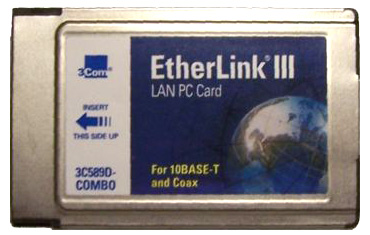 3Com®
EtherLink® III
LAN PC Card
INSERT
THIS SIDE UP
For 10BASE-T
and Coax
3C589D-
COMBO